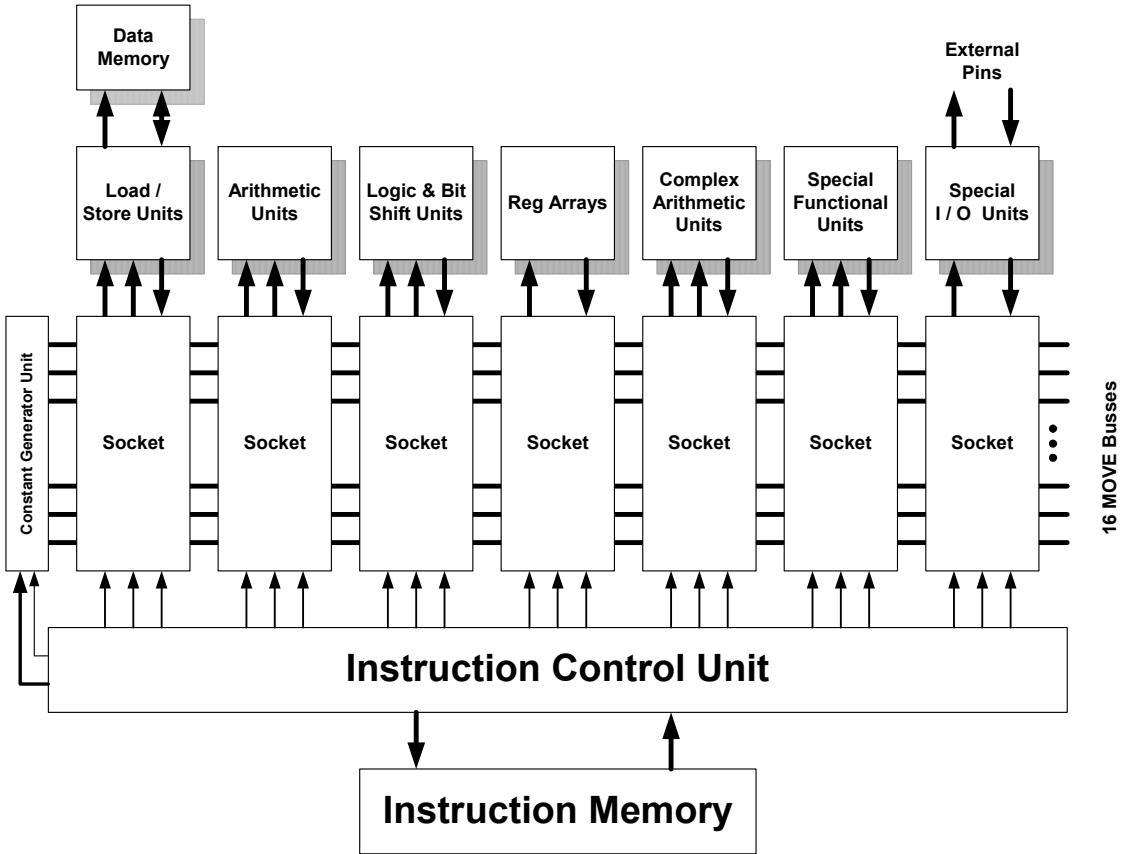 Data
Memory
External
Pins
Load /
Store Units
Arithmetic
Units
Logic & Bit
Shift Units
Reg Arrays
Complex
Arithmetic
Units
Special
Functional
Units
Special
I / O Units
Constant Generator Unit
Socket
Socket
Socket
Socket
Socket
Socket
Socket
16 MOVE Busses
Instruction Control Unit
Instruction Memory